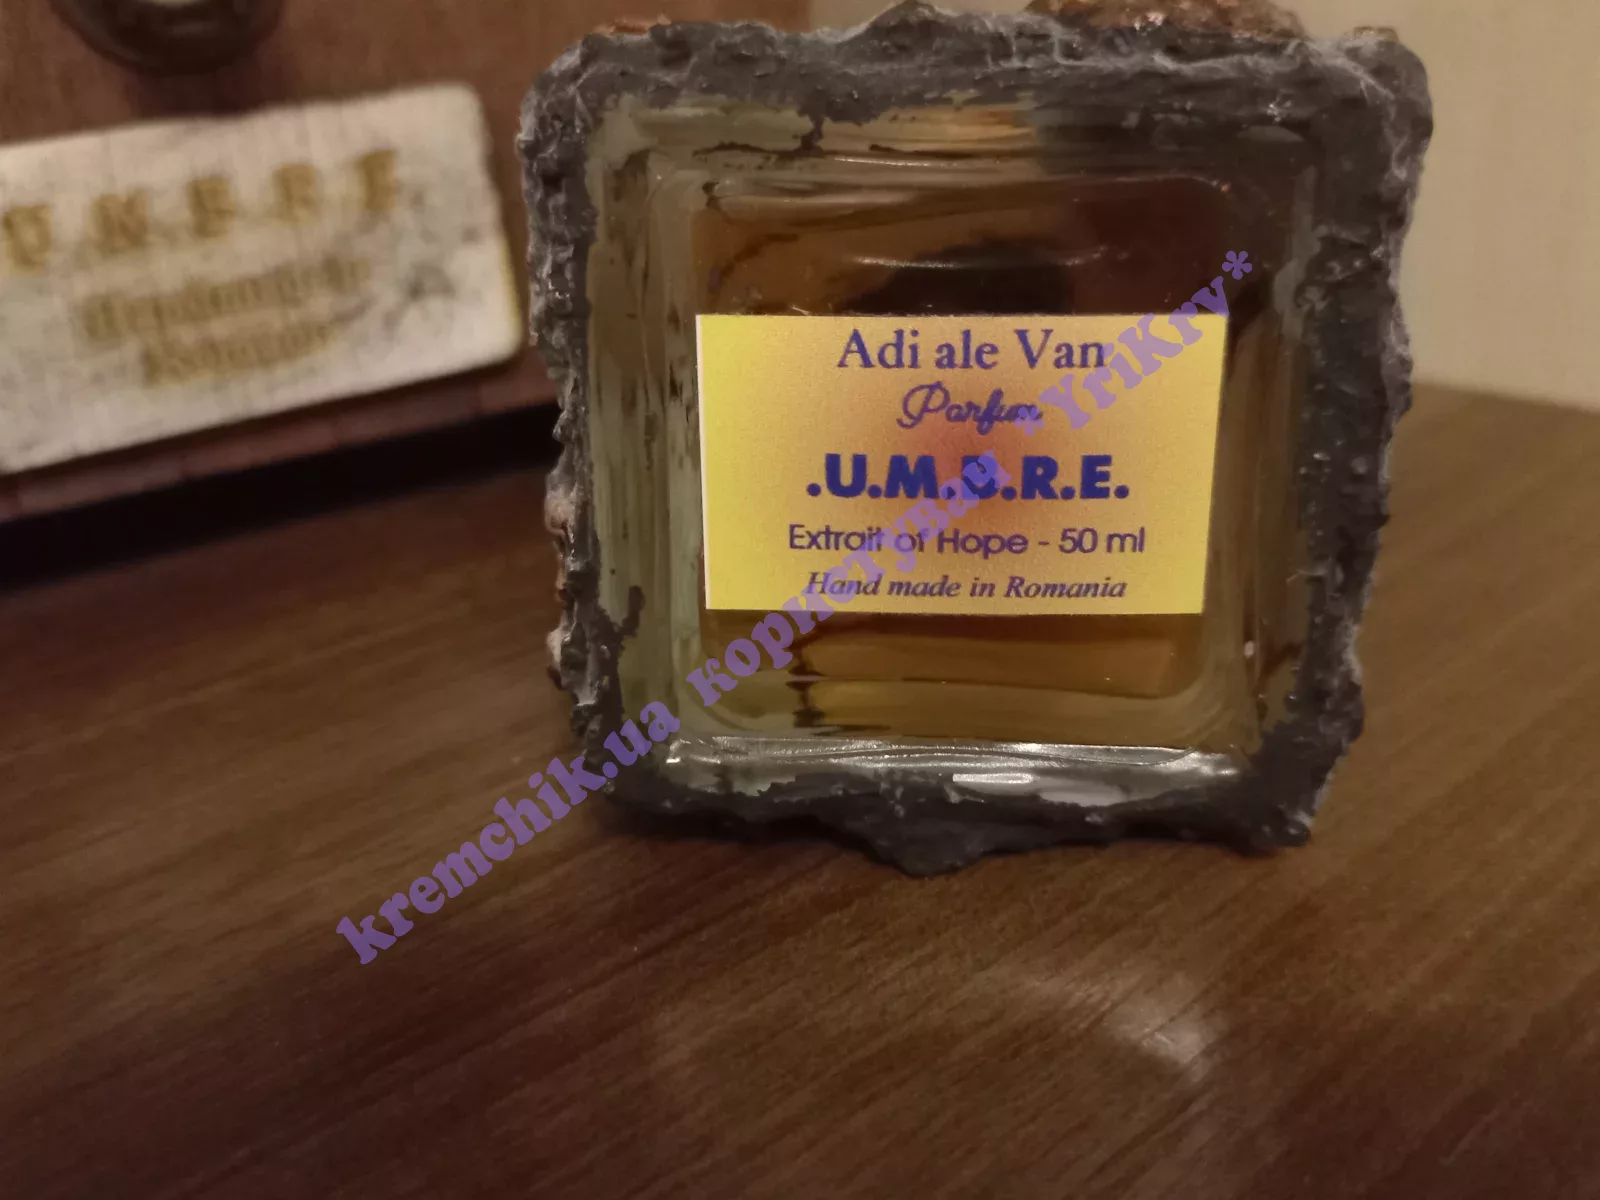 U.M.B.R.E
Adi ale Van
Parfum
.U.M.B.R.E.
Extrait of Hope - 50 ml
Hand made in Romania
kremchik.ua користувач *YriKry*